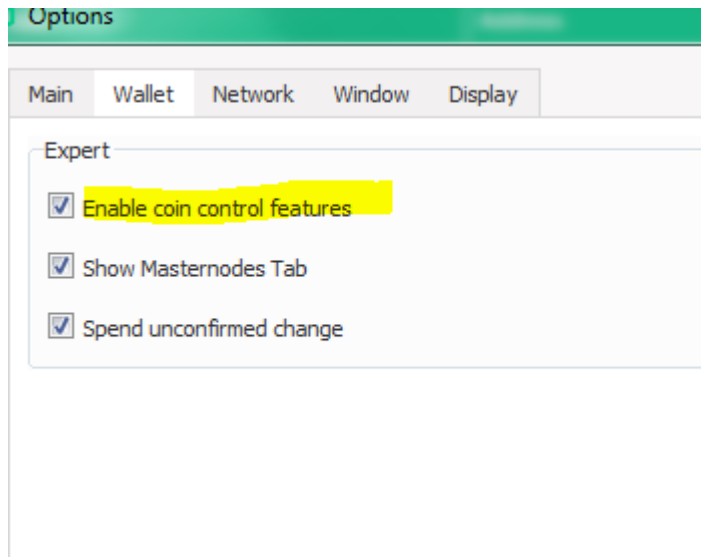 Options
Main Wallet Network Window Display
Expert
Enable coin control features
Show Masternodes Tab
Spend unconfirmed change